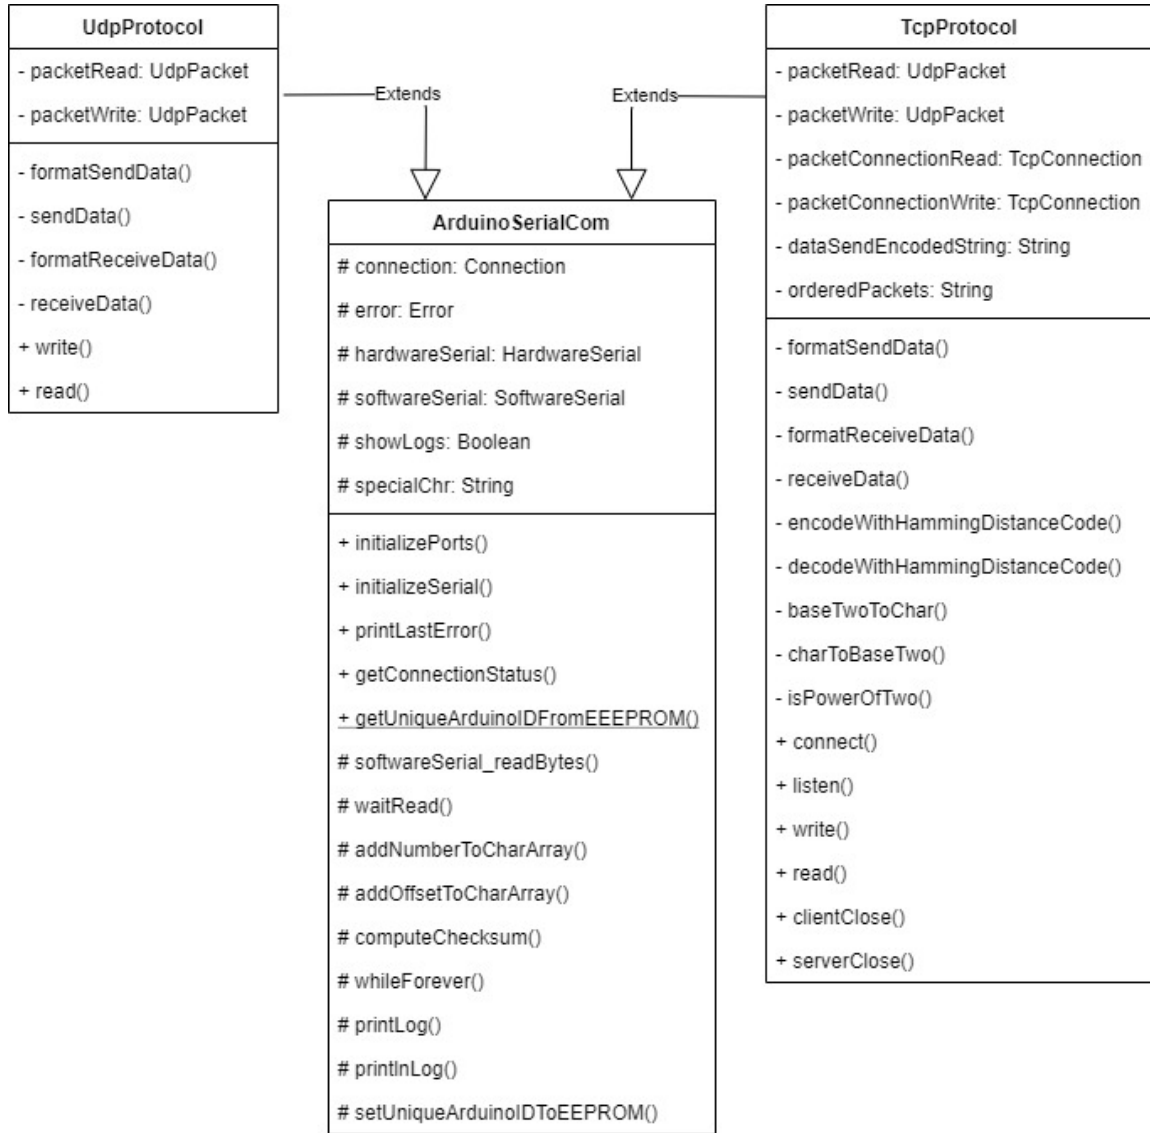 UdpProtocol
- packetRead: UdpPacket
- packetWrite: UdpPacket
- formatSendData()
- sendData()
- formatReceiveData()
- receiveData()
+ write()
+ read()
Extends
Extends
ArduinoSerialCom
# connection: Connection
# error: Error
# hardwareSerial: HardwareSerial
# softwareSerial: SoftwareSerial
# showLogs: Boolean
# specialChr: String
+ initializePorts()
+ initializeSerial()
+ printLastError()
+ getConnectionStatus()
+ getUniqueArduinoIDFromEEEPROM()
# softwareSerial_readBytes()
# waitRead()
# addNumberToCharArray()
# addOffsetToCharArray()
# computeChecksum()
# whileForever()
# printLog()
# printlnLog()
# setUniqueArduinoIDToEEPROM()
TcpProtocol
- packetRead: UdpPacket
- packetWrite: UdpPacket
- packetConnectionRead: TcpConnection
- packetConnectionWrite: TcpConnection
- dataSendEncodedString: String
- orderedPackets: String
- formatSendData()
- sendData()
- formatReceiveData()
- receiveData()
- encodeWithHammingDistanceCode()
- decodeWithHammingDistanceCode()
- baseTwoToChar()
- charToBaseTwo()
- isPowerOfTwo()
+ connect()
+ listen()
+ write()
+ read()
+ clientClose()
+ serverClose()